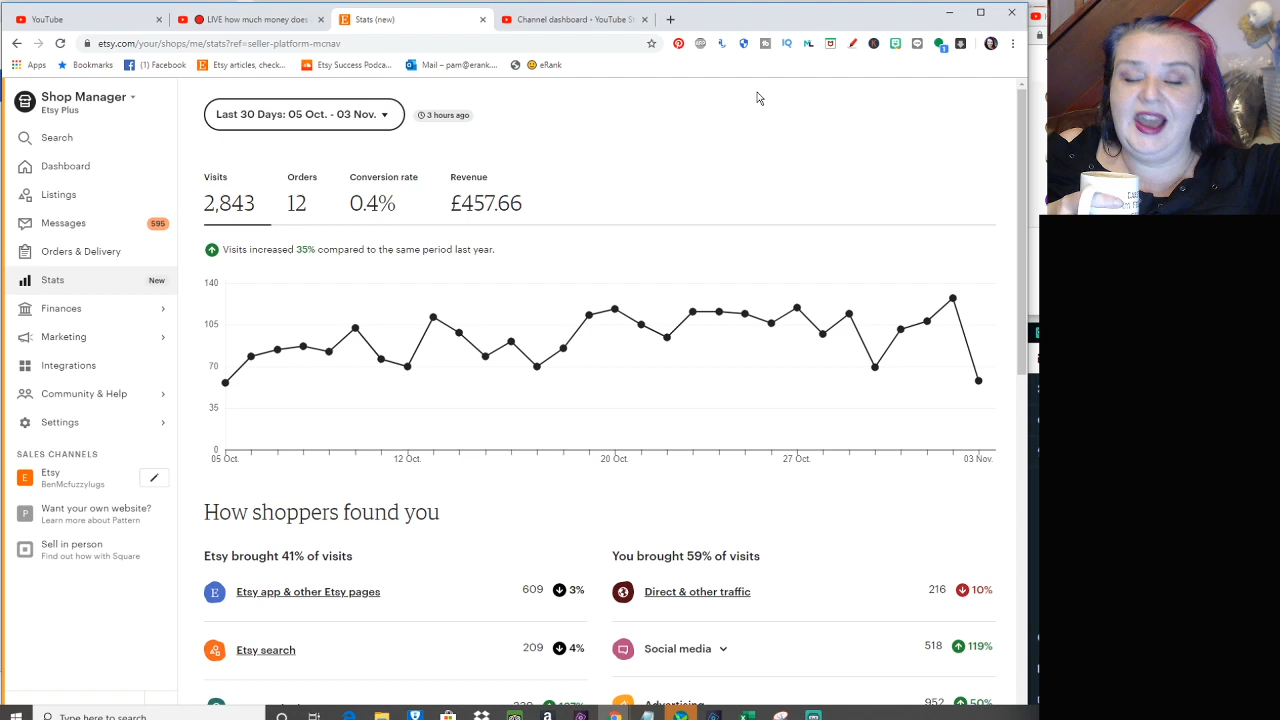 YouTube
LIVE how much money does
Stats (new)
Channel dashboard - YouTube St
etsy.com/your/shops/me/stats?ref=seller-platform-mcnav
Apps
Bookmarks
Facebook
Etsy articles, check...
Etsy Success Podca...
Mail – pam@erank....
eRank
Shop Manager
Etsy Plus
Search
Dashboard
Listings
Messages 595
Orders & Delivery
Stats New
Finances
Marketing
Integrations
Community & Help
Settings
SALES CHANNELS
E Etsy
BenMcfuzzylugs
P Want your own website?
Learn more about Pattern
Sell in person
Find out how with Square
Last 30 Days: 05 Oct. - 03 Nov.
3 hours ago
Visits Orders Conversion rate Revenue
2,843 12 0.4% £457.66
Visits increased 35% compared to the same period last year.
140
105
70
35
0
05 Oct. 12 Oct. 20 Oct. 27 Oct. 03 Nov.
How shoppers found you
Etsy brought 41% of visits
E Etsy app & other Etsy pages 609 3%
Etsy search 209 4%
You brought 59% of visits
Direct & other traffic 216 10%
Social media 518 119%
Advertising 952 50%
Type here to search